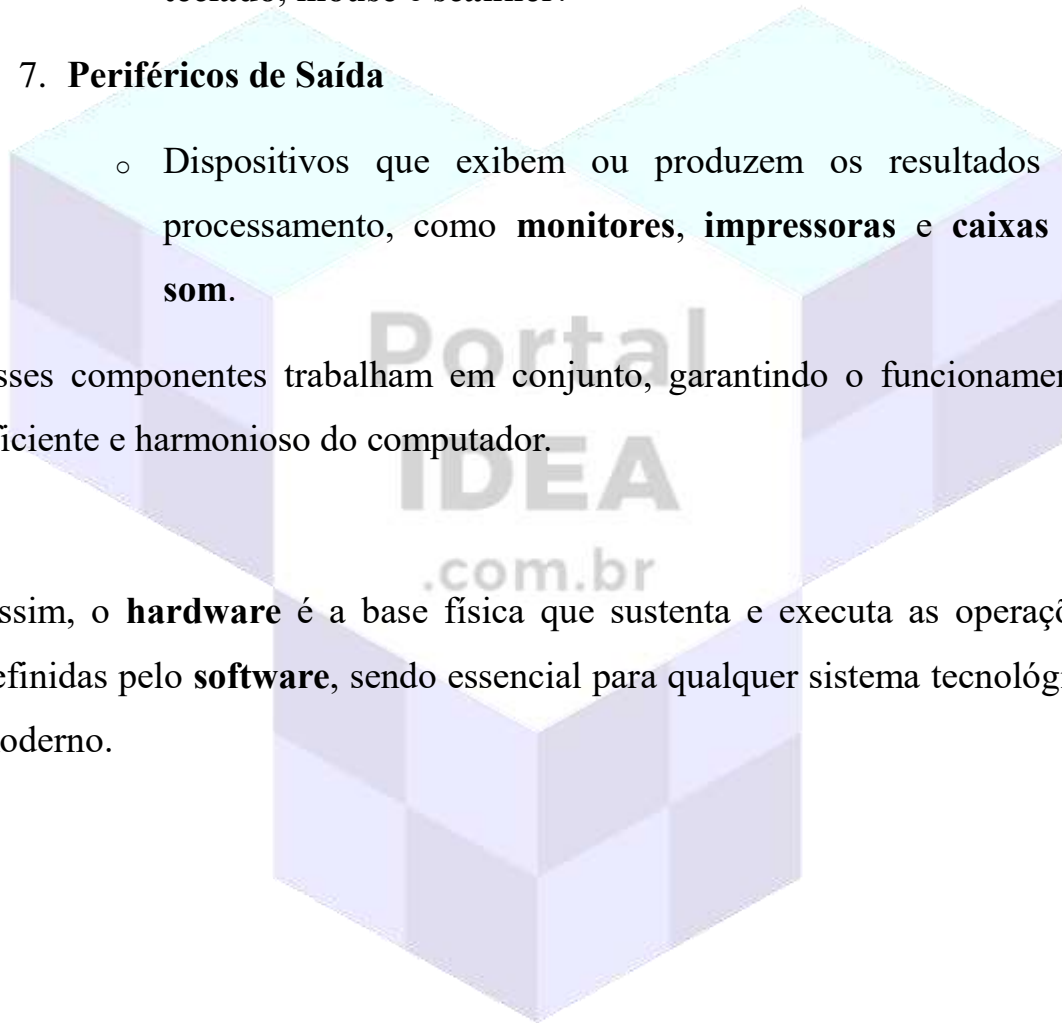 teclado, mouse e scanner.
7. Periféricos de Saída
o Dispositivos que exibem ou produzem os resultados
processamento, como monitores, impressoras e caixas
som.
sses componentes trabalham em conjunto, garantindo o funcionamen
iciente e harmonioso do computador.
ssim, o hardware é a base física que sustenta e executa as operaçõ
efinidas pelo software, sendo essencial para qualquer sistema tecnológi
oderno.
Portal
IDEA
.com.br